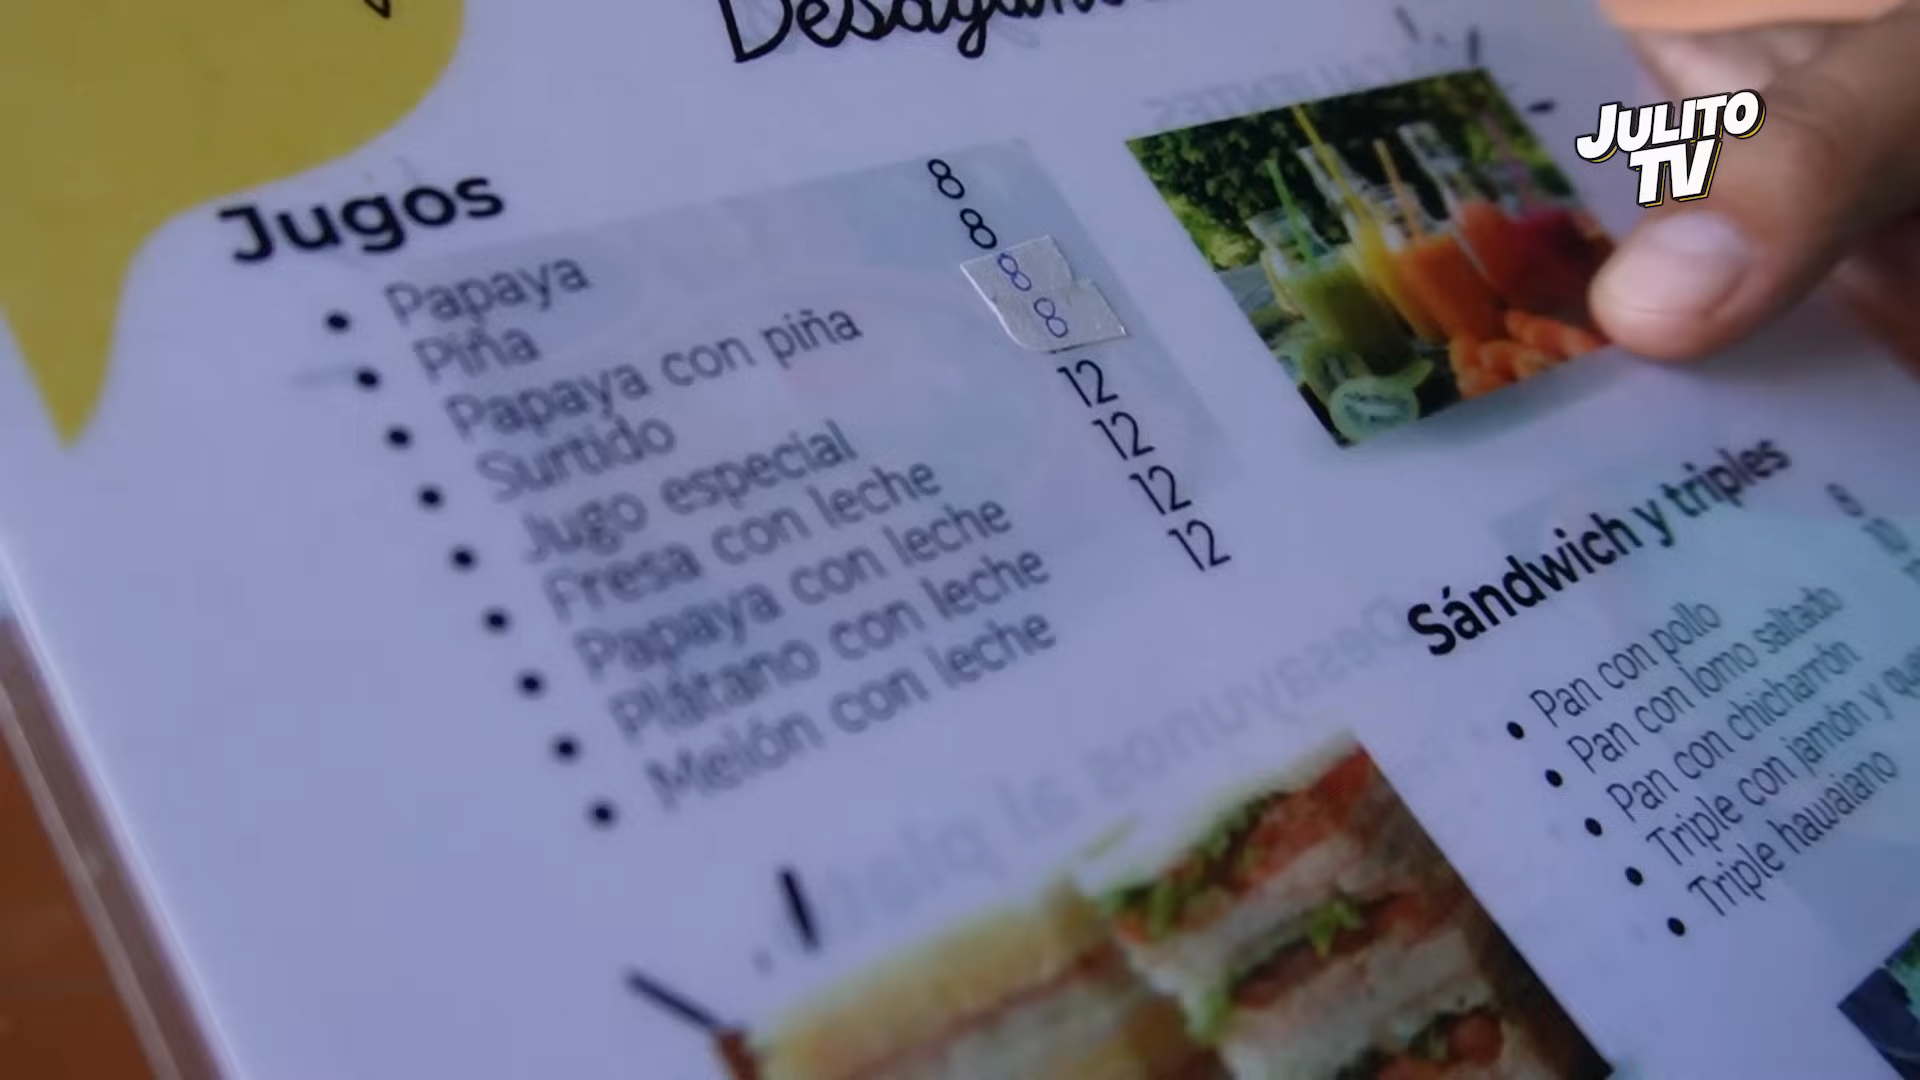 JULITO
TV
Jugos
Papaya 8
Piña 8
Papaya con piña 8
Surtido 8
Jugo especial 12
Fresa con leche 12
Papaya con leche 12
Plátano con leche 12
Melón con leche
Sándwich y triples
Pan con pollo 8
Pan con lomo saltado 10
Pan con chicharrón
Triple con jamón y
Triple hawaiano